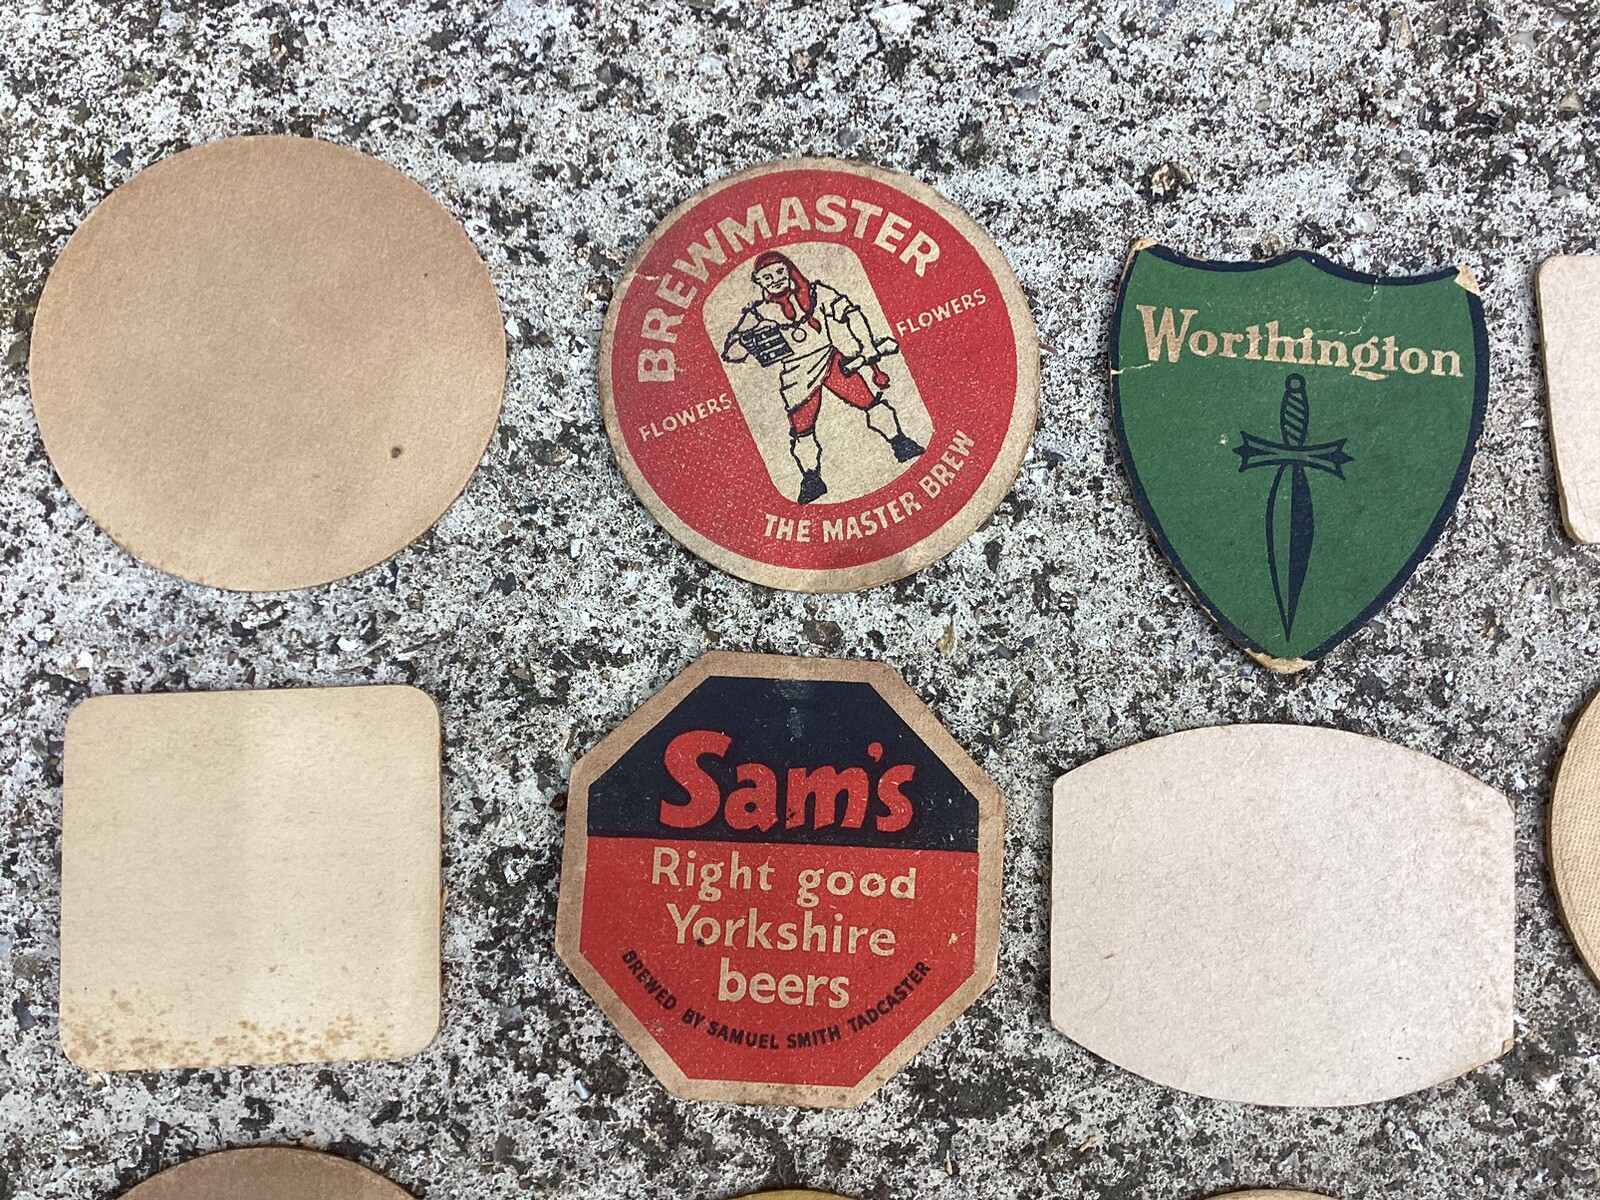 BREWMASTER
FLOWERS
FLOWERS
THE MASTER BREW
Worthington
Sam's
Right good
Yorkshire
beers
BREWED BY SAMUEL SMITH TADCASTER